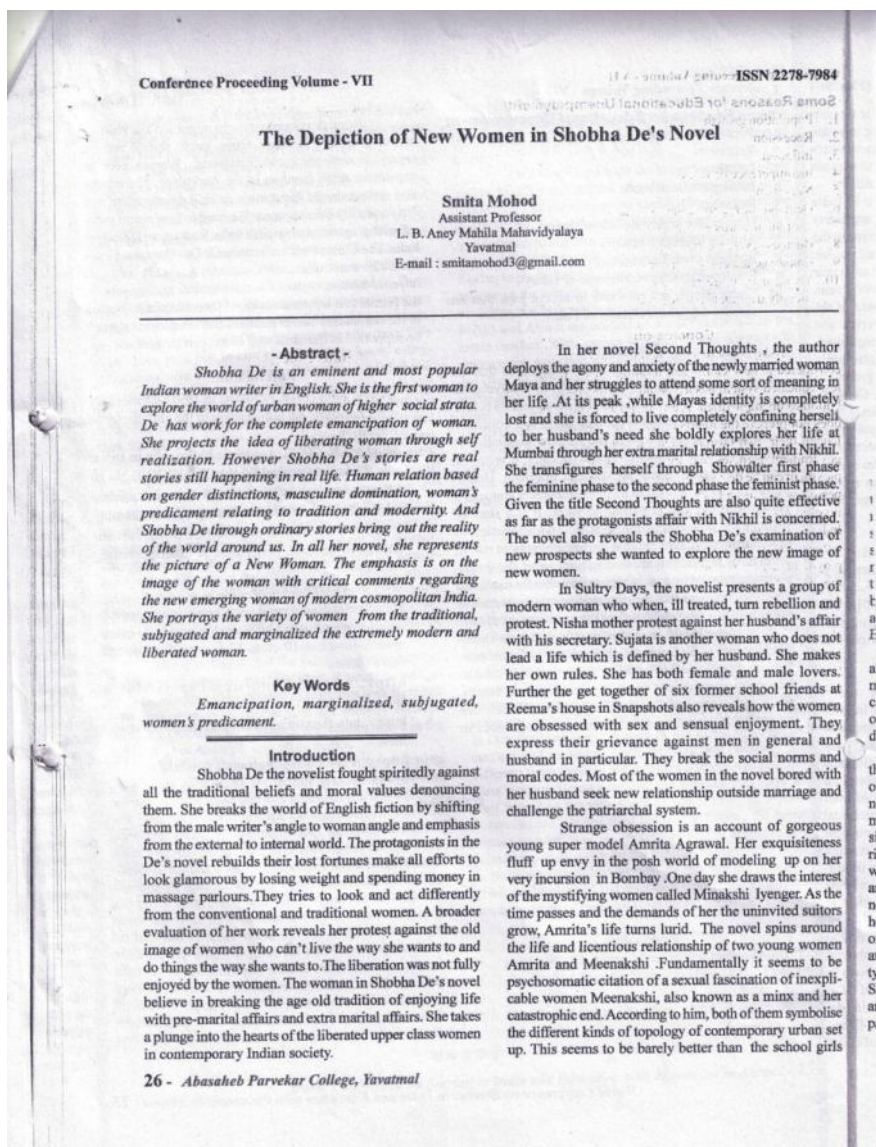 Conference Proceeding Volume - VII
ISSN 2278-7984
The Depiction of New Women in Shobha De's Novel
Smita Mohod
Assistant Professor
L. B. Aney Mahila Mahavidyalaya
Yavatmal
E-mail : smitamohod3@gmail.com
- Abstract -
Shobha De is an eminent and most popular
Indian woman writer in English. She is the first woman to
explore the world of urban woman of higher social strata.
De has work for the complete emancipation of woman.
She projects the idea of liberating woman through self
realization. However Shobha De's stories are real
stories still happening in real life. Human relation based
on gender distinctions, masculine domination, woman's
predicament relating to tradition and modernity. And
Shobha De through ordinary stories bring out the reality
of the world around us. In all her novel, she represents
the picture of a New Woman. The emphasis is on the
image of the woman with critical comments regarding
the new emerging woman of modern cosmopolitan India.
She portrays the variety of women from the traditional,
subjugated and marginalized the extremely modern and
liberated woman.
Key Words
Emancipation, marginalized, subjugated,
women's predicament.
Introduction
Shobha De the novelist fought spiritedly against
all the traditional beliefs and moral values denouncing
them. She breaks the world of English fiction by shifting
from the male writer's angle to woman angle and emphasis
from the external to internal world. The protagonists in the
De's novel rebuilds their lost fortunes make all efforts to
look glamorous by losing weight and spending money in
massage parlours.They tries to look and act differently
from the conventional and traditional women. A broader
evaluation of her work reveals her protest against the old
image of women who can't live the way she wants to and
do things the way she wants to.The liberation was not fully
enjoyed by the women. The woman in Shobha De's novel
believe in breaking the age old tradition of enjoying life
with pre-marital affairs and extra marital affairs. She takes
a plunge into the hearts of the liberated upper class women
in contemporary Indian society.
In her novel Second Thoughts , the author
deploys the agony and anxiety of the newly married woman
Maya and her struggles to attend some sort of meaning in
her life .At its peak ,while Mayas identity is completely
lost and she is forced to live completely confining herself
to her husband's need she boldly explores her life at
Mumbai through her extra marital relationship with Nikhil.
She transfigures herself through Showalter first phase
the feminine phase to the second phase the feminist phase.
Given the title Second Thoughts are also quite effective
as far as the protagonists affair with Nikhil is concerned.
The novel also reveals the Shobha De's examination of
new prospects she wanted to explore the new image of
new women.
In Sultry Days, the novelist presents a group of
modern woman who when, ill treated, turn rebellion and
protest. Nisha mother protest against her husband's affair
with his secretary. Sujata is another woman who does not
lead a life which is defined by her husband. She makes
her own rules. She has both female and male lovers.
Further the get together of six former school friends at
Reema's house in Snapshots also reveals how the women
are obsessed with sex and sensual enjoyment. They
express their grievance against men in general and
husband in particular. They break the social norms and
moral codes. Most of the women in the novel bored with
her husband seek new relationship outside marriage and
challenge the patriarchal system.
Strange obsession is an account of gorgeous
young super model Amrita Agrawal. Her exquisiteness
fluff up envy in the posh world of modeling up on her
very incursion in Bombay .One day she draws the interest
of the mystifying women called Minakshi Iyenger. As the
time passes and the demands of her the uninvited suitors
grow, Amrita's life turns lurid. The novel spins around
the life and licentious relationship of two young women
Amrita and Meenakshi .Fundamentally it seems to be
psychosomatic citation of a sexual fascination of inexpli-
cable women Meenakshi, also known as a minx and her
catastrophic end. According to him, both of them symbolise
the different kinds of topology of contemporary urban set
up. This seems to be barely better than the school girls
26 - Abasaheb Parvekar College, Yavatmal